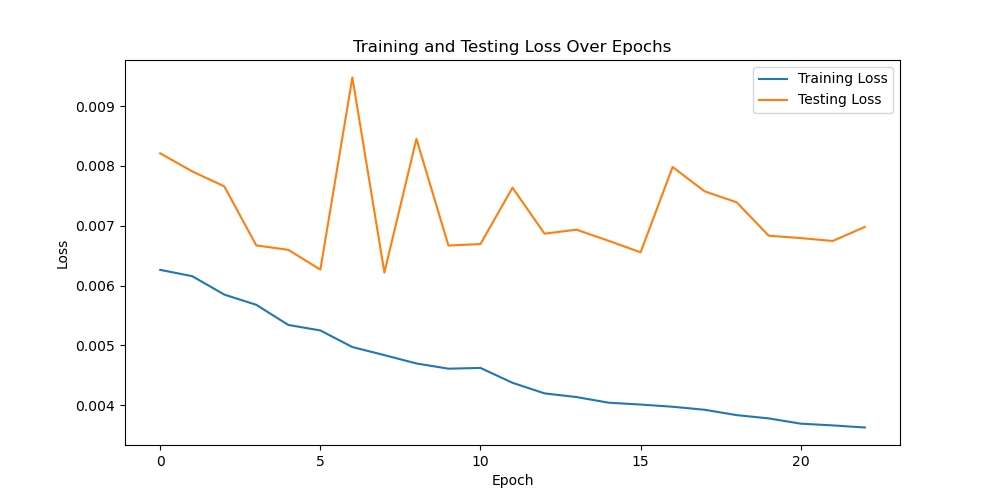 Training and Testing Loss Over Epochs
Training Loss
Testing Loss
0.009
0.008
0.007
0.006
0.005
0.004
Loss
0
5
10
15
20
Epoch